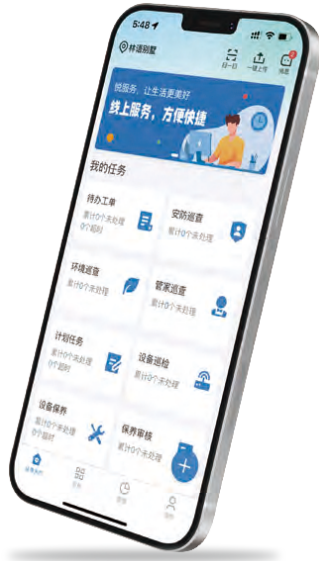 5:48
林语别墅
扫一扫
一键上传
消息
悦服务，让生活更美好
线上服务，方便快捷
我的任务
待办工单
累计0个未处理
0个超时
安防巡查
累计0个未处理
环境巡查
累计0个未处理
管家巡查
累计0个未处理
计划任务
累计0个未处理
0个超时
设备巡检
累计0个未处理
设备保养
累计0个未处理
0个超时
保养审核
累计0个未处理